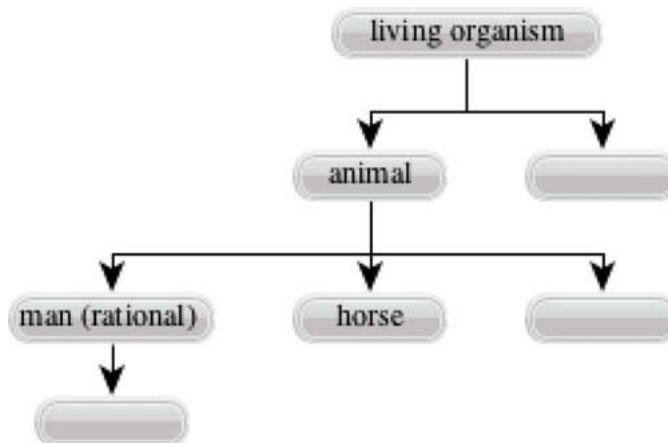 living organism
animal
man (rational)
horse